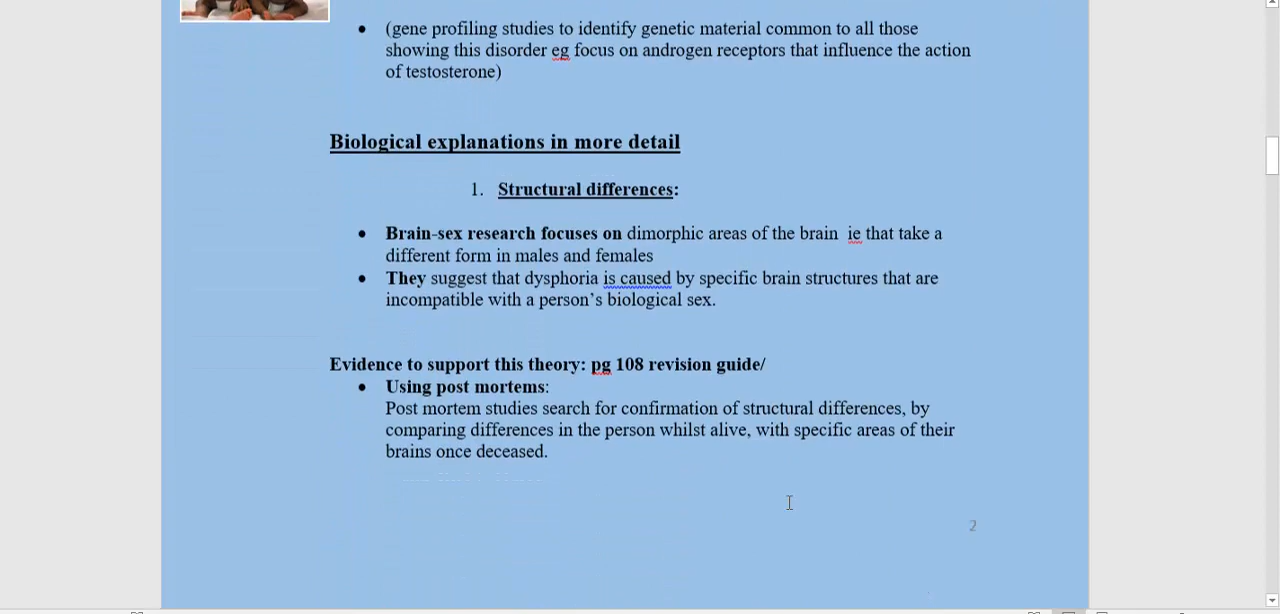 • (gene profiling studies to identify genetic material common to all those
showing this disorder eg focus on androgen receptors that influence the action
of testosterone)
Biological explanations in more detail
1. Structural differences:
• Brain-sex research focuses on dimorphic areas of the brain  ie that take a
different form in males and females
• They suggest that dysphoria is caused by specific brain structures that are
incompatible with a person’s biological sex.
Evidence to support this theory: pg 108 revision guide/
• Using post mortems:
Post mortem studies search for confirmation of structural differences, by
comparing differences in the person whilst alive, with specific areas of their
brains once deceased.
2